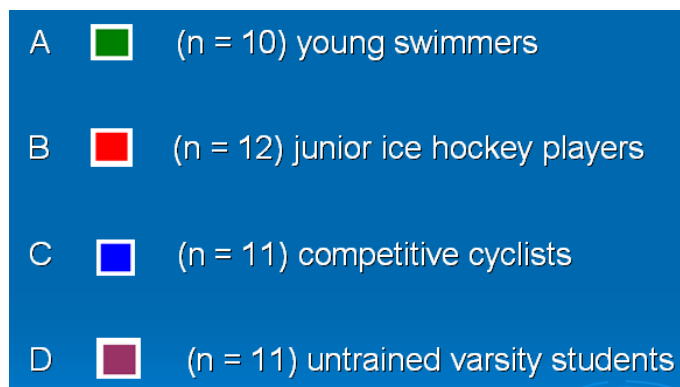 A (n = 10) young swimmers
B (n = 12) junior ice hockey players
C (n = 11) competitive cyclists
D (n = 11) untrained varsity students